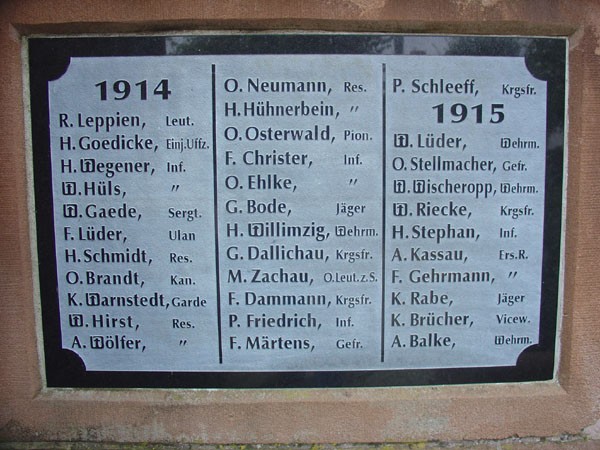 1914
R. Leppien, Leut.
H. Goedicke, Einj.Uffz.
H. Wegener, Inf.
W. Hüls, "
W. Gaede, Sergt.
F. Lüder, Ulan
H. Schmidt, Res.
O. Brandt, Kan.
K. Warnstedt, Garde
W. Hirst, Res.
A. Wölfer, "
O. Neumann, Res.
H. Hühnerbein, "
O. Osterwald, Pion.
F. Christer, Inf.
O. Ehlke, "
G. Bode, Jäger
H. Willimzig, Wehrm.
G. Dallichau, Krgsfr.
M. Zachau, O.Leut.z.S.
F. Dammann, Krgsfr.
P. Friedrich, Inf.
F. Märtens, Gefr.
P. Schleeff, Krgsfr.
1915
W. Lüder, Wehrm.
O. Stellmacher, Gefr.
W. Wischeropp, Wehrm.
W. Riecke, Krgsfr.
H. Stephan, Inf.
A. Kassau, Ers.R.
F. Gehrmann, "
K. Rabe, Jäger
K. Brücher, Vicew.
A. Balke, Wehrm.